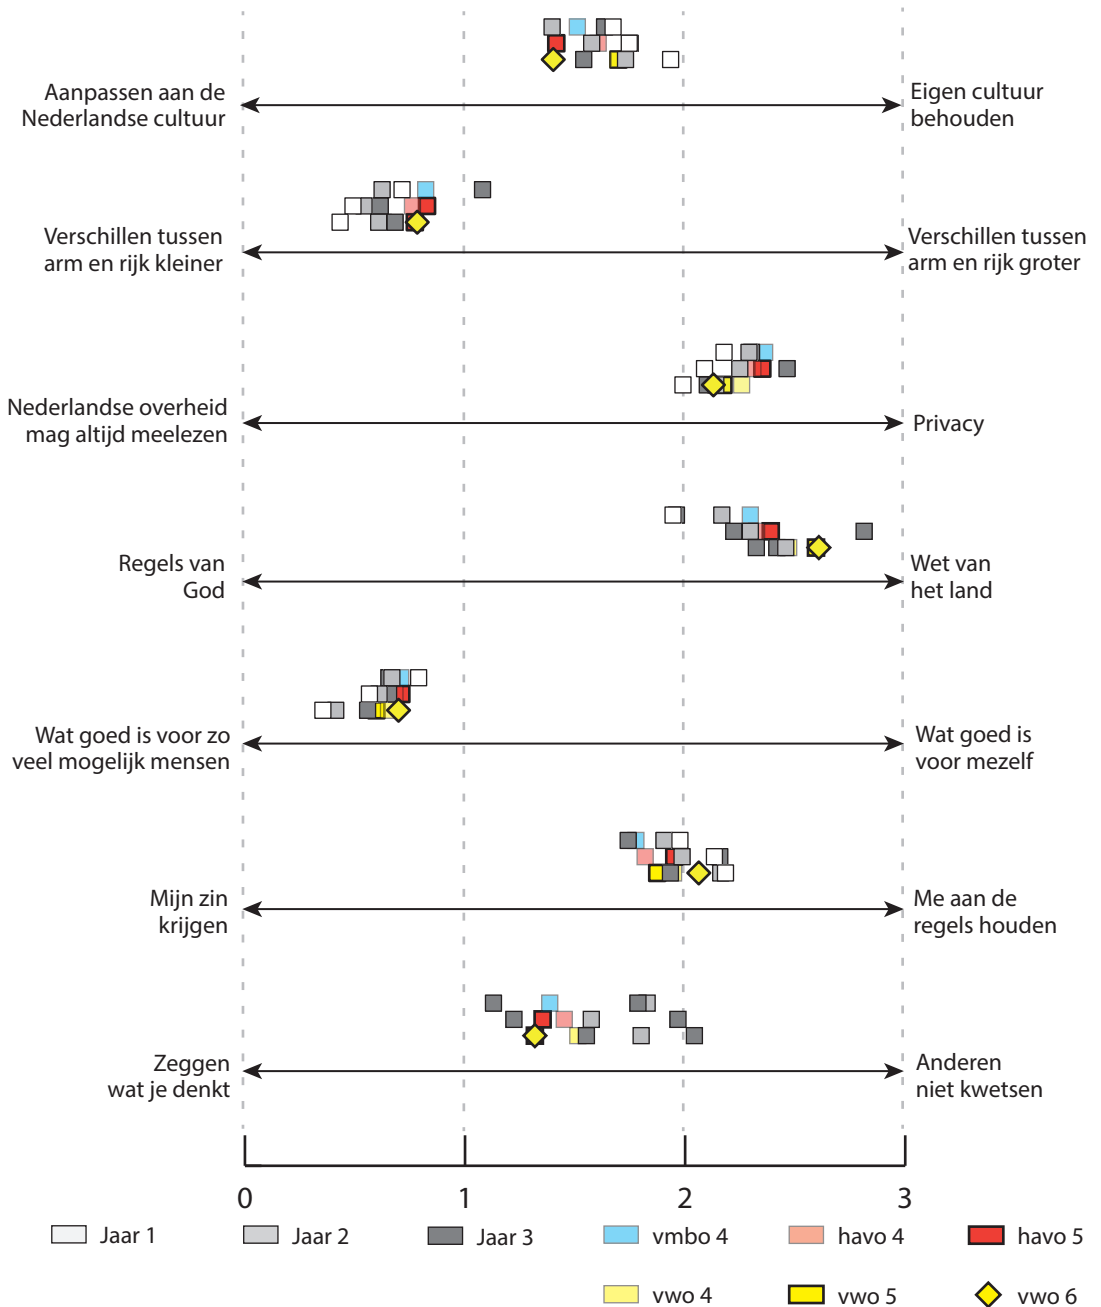 Aanpassen aan de
Nederlandse cultuur
Eigen cultuur
behouden
Verschillen tussen
arm en rijk kleiner
Verschillen tussen
arm en rijk groter
Nederlandse overheid
mag altijd meelezen
Privacy
Regels van
God
Wet van
het land
Wat goed is voor zo
veel mogelijk mensen
Wat goed is
voor mezelf
Mijn zin
krijgen
Me aan de
regels houden
Zeggen
wat je denkt
Anderen
niet kwetsen
0 1 2 3
Jaar 1 Jaar 2 Jaar 3 vmbo 4 havo 4 havo 5
vwo 4 vwo 5 vwo 6